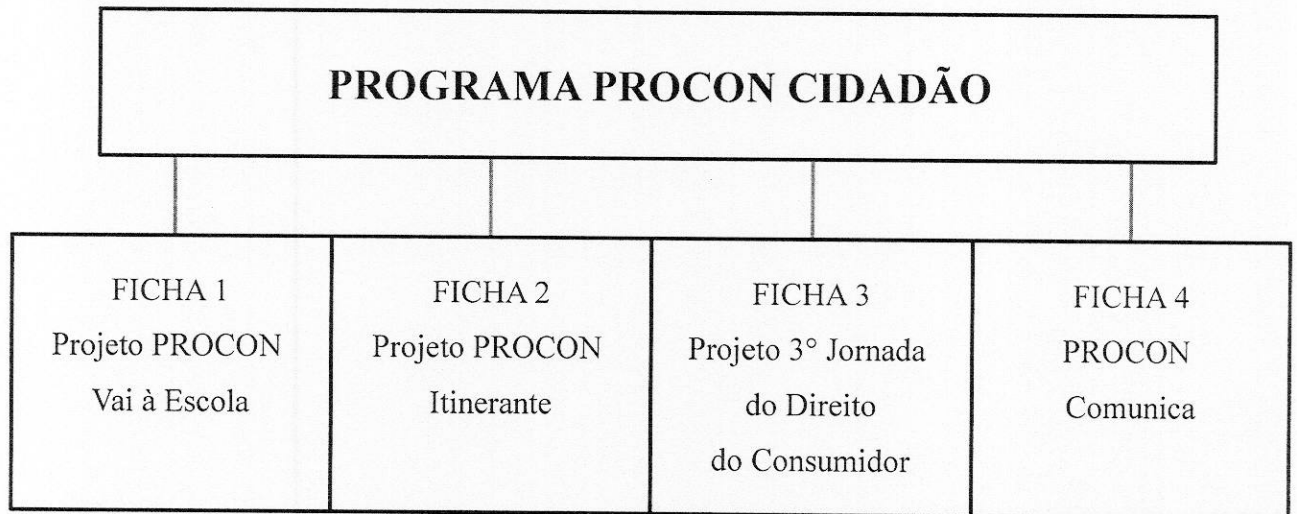 PROGRAMA PROCON CIDADÃO
FICHA 1
Projeto PROCON
Vai à Escola
FICHA 2
Projeto PROCON
Itinerante
FICHA 3
Projeto 3° Jornada
do Direito
do Consumidor
FICHA 4
PROCON
Comunica